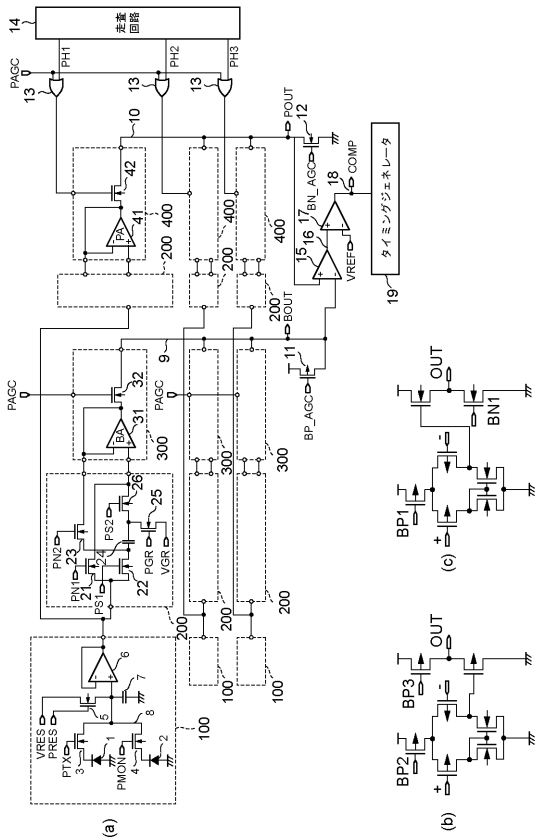 14
走査
回路
PAGC
PH1
PH2
PH3
13
13
13
10
POUT
12
42
PA
41
400
400
400
200
200
200
BN_AGC
COMP
18
17
16
15
VREF
タイミングジェネレータ
19
PAGC
PAGC
9
BOUT
11
BP_AGC
32
BA
31
300
300
300
PN2
23
PN1
21
PS1
24
22
PS2
26
25
PGR
VGR
200
200
200
VRES
PRES
5
6
7
8
PTX
3
1
PMON
4
2
100
100
100
(a)
BP3
BP2
OUT
+
-
(b)
BP1
OUT
+
-
BN1
(c)